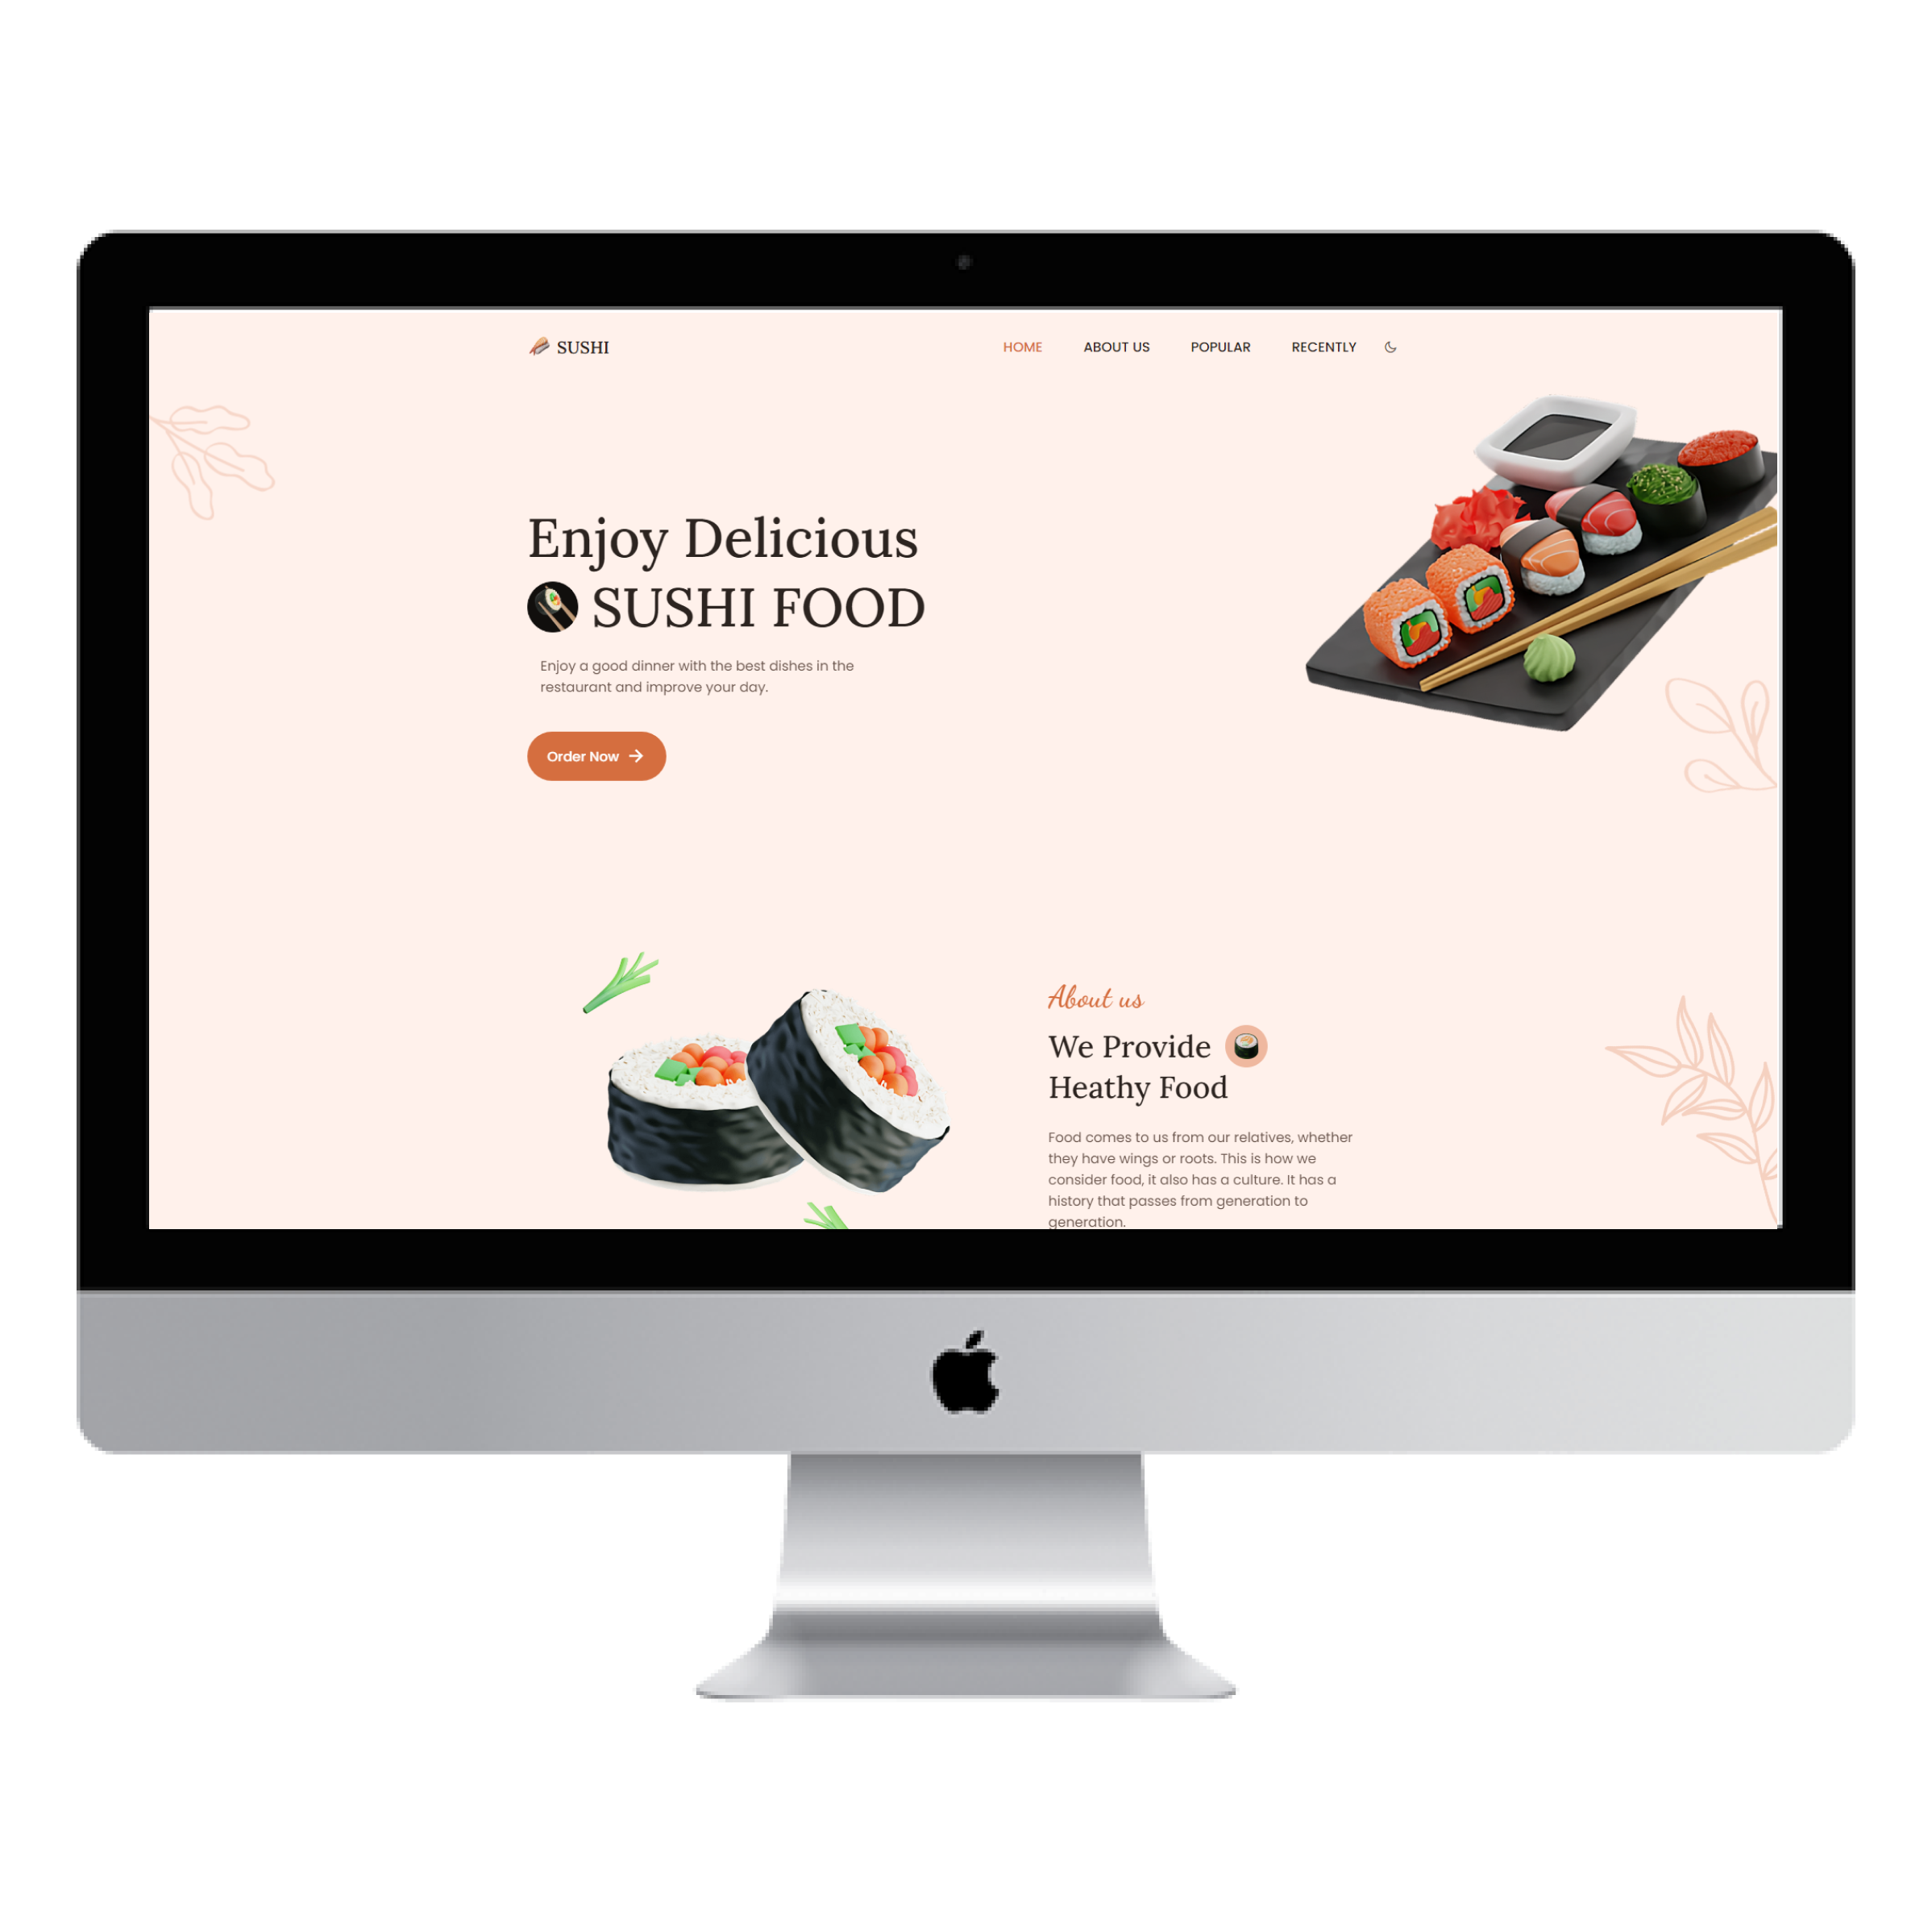 SUSHI
HOME ABOUT US POPULAR RECENTLY
Enjoy Delicious
SUSHI FOOD
Enjoy a good dinner with the best dishes in the
restaurant and improve your day.
Order Now
About us
We Provide
Heathy Food
Food comes to us from our relatives, whether
they have wings or roots. This is how we
consider food, it also has a culture. It has a
history that passes from generation to
generation.